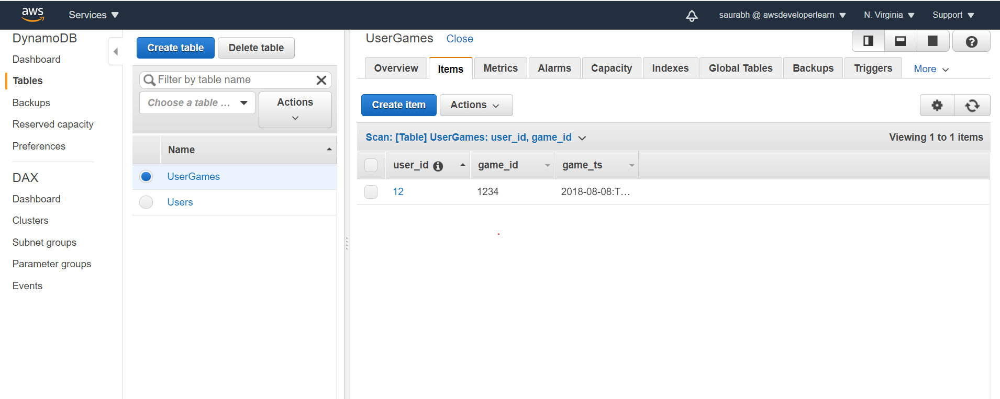 aws Services saurabh @ awsdeveloperlearn N. Virginia Support
DynamoDB
Dashboard
Tables
Backups
Reserved capacity
Preferences
DAX
Dashboard
Clusters
Subnet groups
Parameter groups
Events
Create table Delete table
Filter by table name
Choose a table ... Actions
Name
UserGames
Users
UserGames Close
Overview Items Metrics Alarms Capacity Indexes Global Tables Backups Triggers More
Create item Actions
Scan: [Table] UserGames: user_id, game_id Viewing 1 to 1 items
user_id game_id game_ts
12 1234 2018-08-08:T...